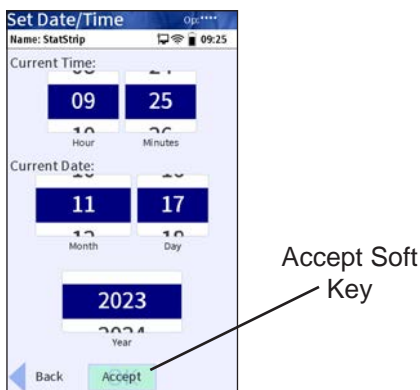 Set Date/Time Op:****
Name: StatStrip 09:25
Current Time:
09 25
Hour Minutes
Current Date:
11 17
Month Day
2023
Year
Back Accept
Accept Soft
Key